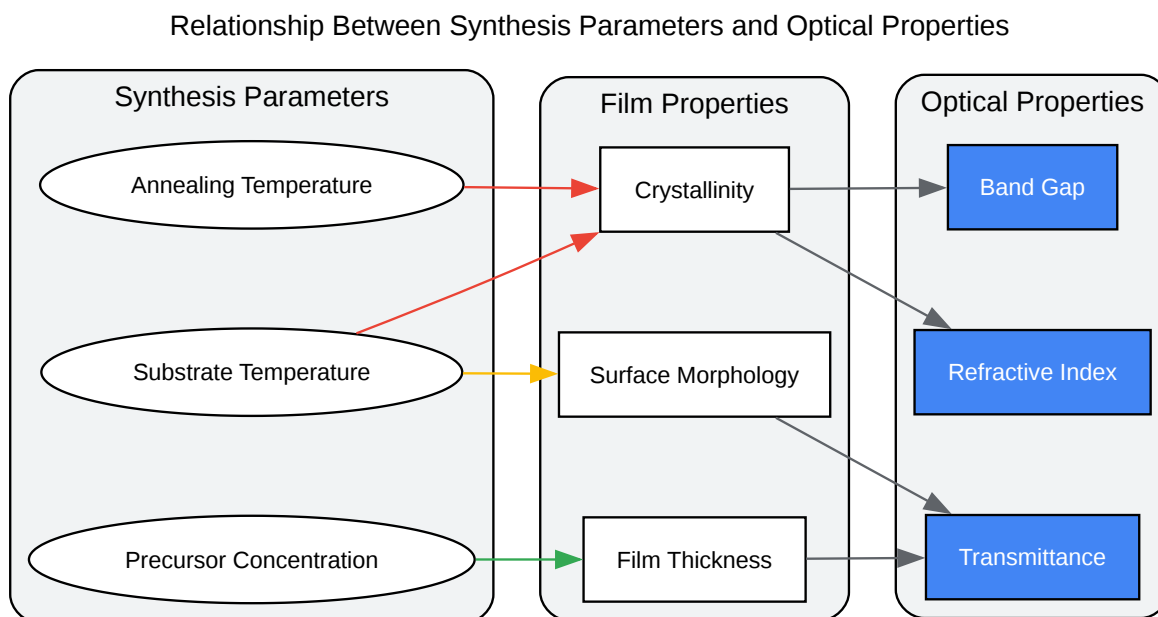 Relationship Between Synthesis Parameters and Optical Properties
Synthesis Parameters
Film Properties
Optical Properties
Annealing Temperature
Crystallinity
Band Gap
Substrate Temperature
Surface Morphology
Refractive Index
Precursor Concentration
Film Thickness
Transmittance